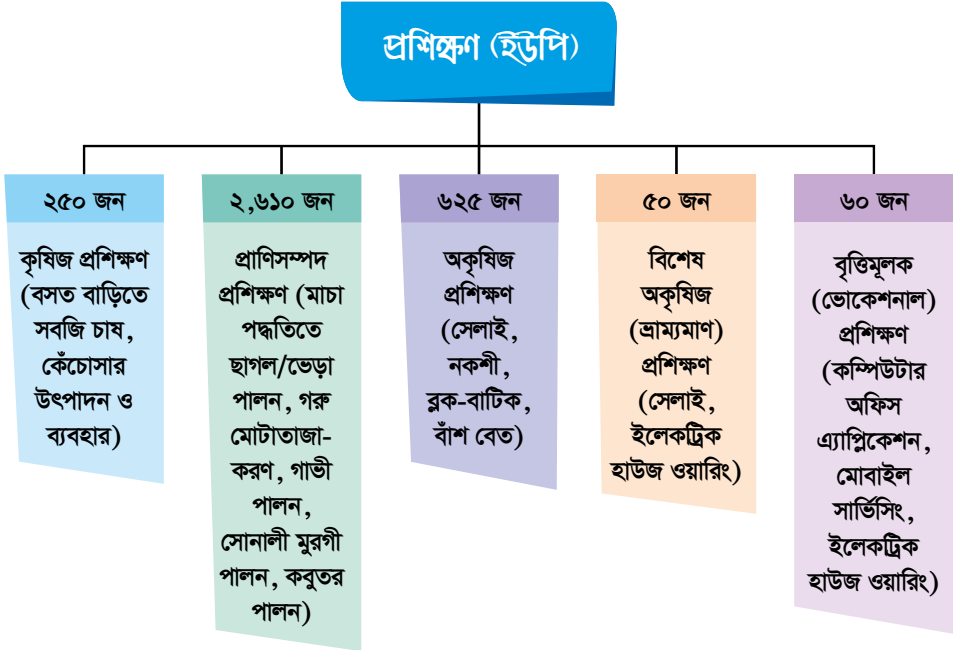 প্রশিক্ষণ (ইউপি)
২৫০ জন
কৃষিজ প্রশিক্ষণ
(বসত বাড়িতে
সবজি চাষ,
কেঁচোসার
উৎপাদন ও
ব্যবহার)
২,৬১০ জন
প্রাণিসম্পদ
প্রশিক্ষণ (মাচা
পদ্ধতিতে
ছাগল/ভেড়া
পালন, গরু
মোটাতাজা-
করণ, গাভী
পালন,
সোনালী মুরগী
পালন, কবুতর
পালন)
৬২৫ জন
অকৃষিজ
প্রশিক্ষণ
(সেলাই,
নকশী,
ব্লক-বাটিক,
বাঁশ বেত)
৫০ জন
বিশেষ
অকৃষিজ
(ভ্রাম্যমাণ)
প্রশিক্ষণ
(সেলাই,
ইলেকট্রিক
হাউজ ওয়ারিং)
৬০ জন
বৃত্তিমূলক
(ভোকেশনাল)
প্রশিক্ষণ
(কম্পিউটার
অফিস
এ্যাপ্লিকেশন,
মোবাইল
সার্ভিসিং,
ইলেকট্রিক
হাউজ ওয়ারিং)